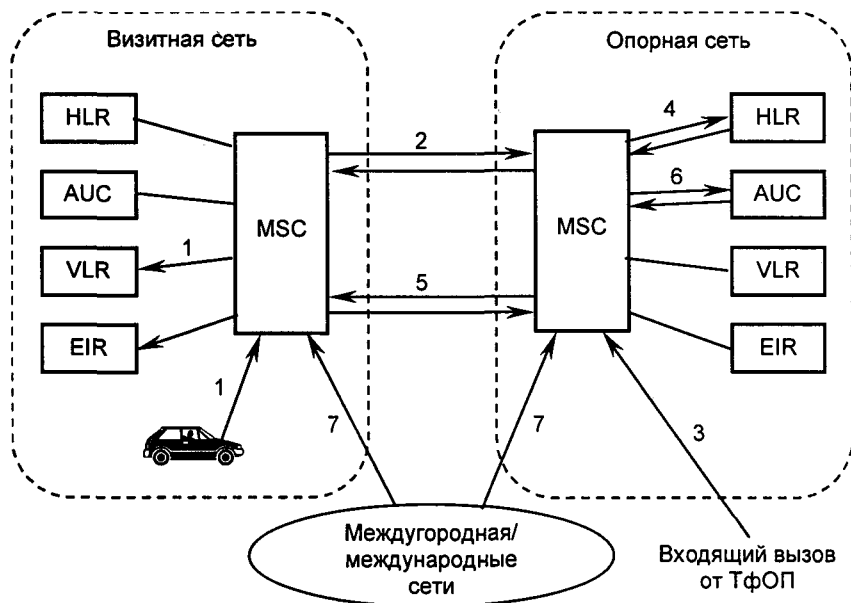 Визитная сеть
Опорная сеть
HLR
AUC
VLR
EIR
MSC
1
1
2
5
MSC
4
6
HLR
AUC
VLR
EIR
7
7
3
Междугородная/
международные
сети
Входящий вызов
от ТфОП